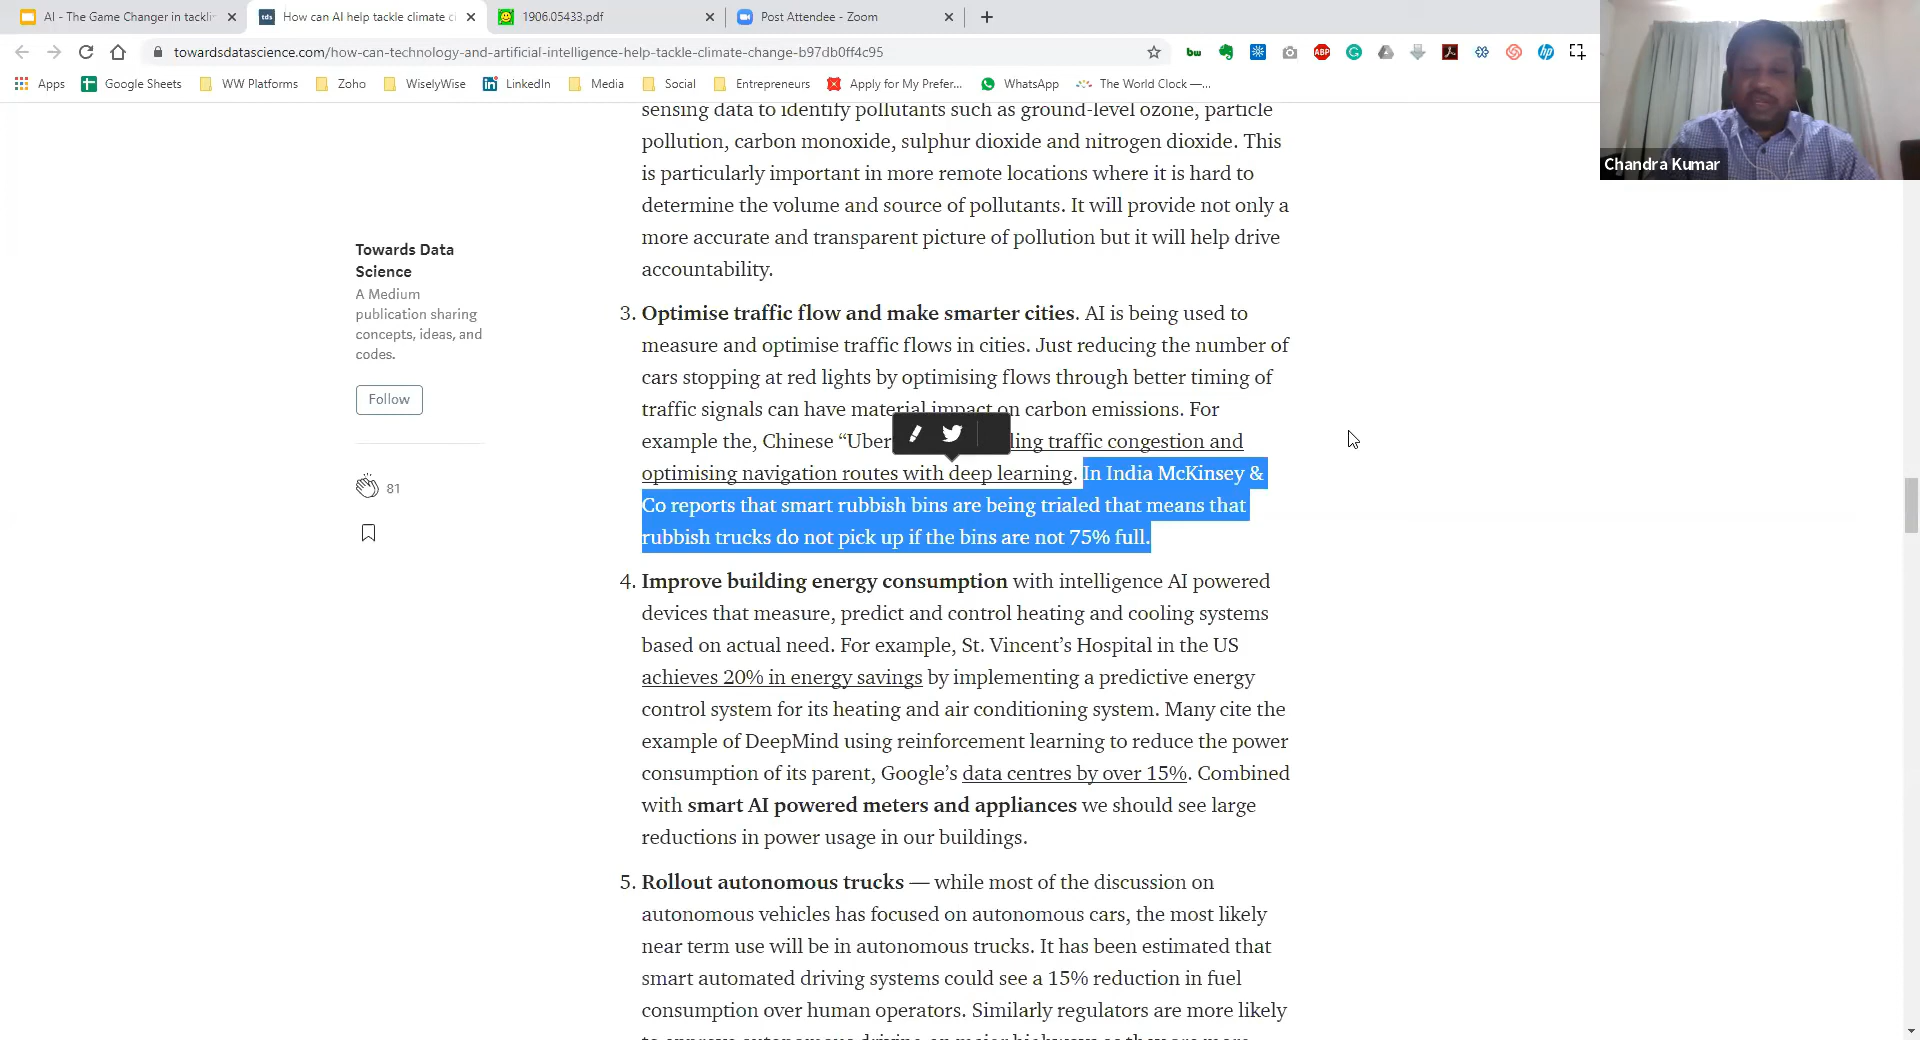 AI - The Game Changer in tackli
How can AI help tackle climate c
1906.05433.pdf
Post Attendee - Zoom
towardsdatascience.com/how-can-technology-and-artificial-intelligence-help-tackle-climate-change-b97db0ff4c95
bw
ABP
hp
Apps
Google Sheets
WW Platforms
Zoho
WiselyWise
LinkedIn
Media
Social
Entrepreneurs
Apply for My Prefer...
WhatsApp
The World Clock —...
Chandra Kumar
Towards Data
Science
A Medium
publication sharing
concepts, ideas, and
codes.
Follow
81
sensing data to identify pollutants such as ground-level ozone, particle
pollution, carbon monoxide, sulphur dioxide and nitrogen dioxide. This
is particularly important in more remote locations where it is hard to
determine the volume and source of pollutants. It will provide not only a
more accurate and transparent picture of pollution but it will help drive
accountability.
3. Optimise traffic flow and make smarter cities. AI is being used to
measure and optimise traffic flows in cities. Just reducing the number of
cars stopping at red lights by optimising flows through better timing of
traffic signals can have material impact on carbon emissions. For
example the, Chinese “Uber ling traffic congestion and
optimising navigation routes with deep learning. In India McKinsey &
Co reports that smart rubbish bins are being trialed that means that
rubbish trucks do not pick up if the bins are not 75% full.
4. Improve building energy consumption with intelligence AI powered
devices that measure, predict and control heating and cooling systems
based on actual need. For example, St. Vincent’s Hospital in the US
achieves 20% in energy savings by implementing a predictive energy
control system for its heating and air conditioning system. Many cite the
example of DeepMind using reinforcement learning to reduce the power
consumption of its parent, Google’s data centres by over 15%. Combined
with smart AI powered meters and appliances we should see large
reductions in power usage in our buildings.
5. Rollout autonomous trucks — while most of the discussion on
autonomous vehicles has focused on autonomous cars, the most likely
near term use will be in autonomous trucks. It has been estimated that
smart automated driving systems could see a 15% reduction in fuel
consumption over human operators. Similarly regulators are more likely